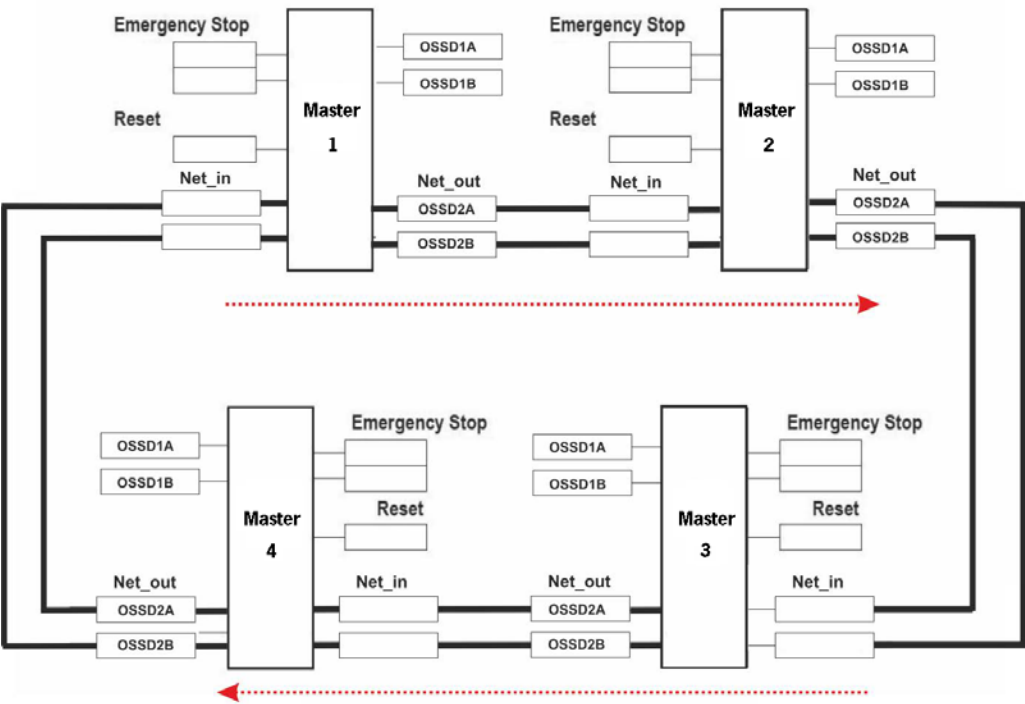 Emergency Stop
OSSD1A
OSSD1B
Master
1
Reset
Net_in
Net_out
OSSD2A
OSSD2B
Emergency Stop
OSSD1A
OSSD1B
Master
2
Reset
Net_in
Net_out
OSSD2A
OSSD2B
OSSD1A
OSSD1B
Emergency Stop
Master
4
Reset
Net_out
OSSD2A
OSSD2B
Net_in
OSSD1A
OSSD1B
Emergency Stop
Master
3
Reset
Net_out
OSSD2A
OSSD2B
Net_in